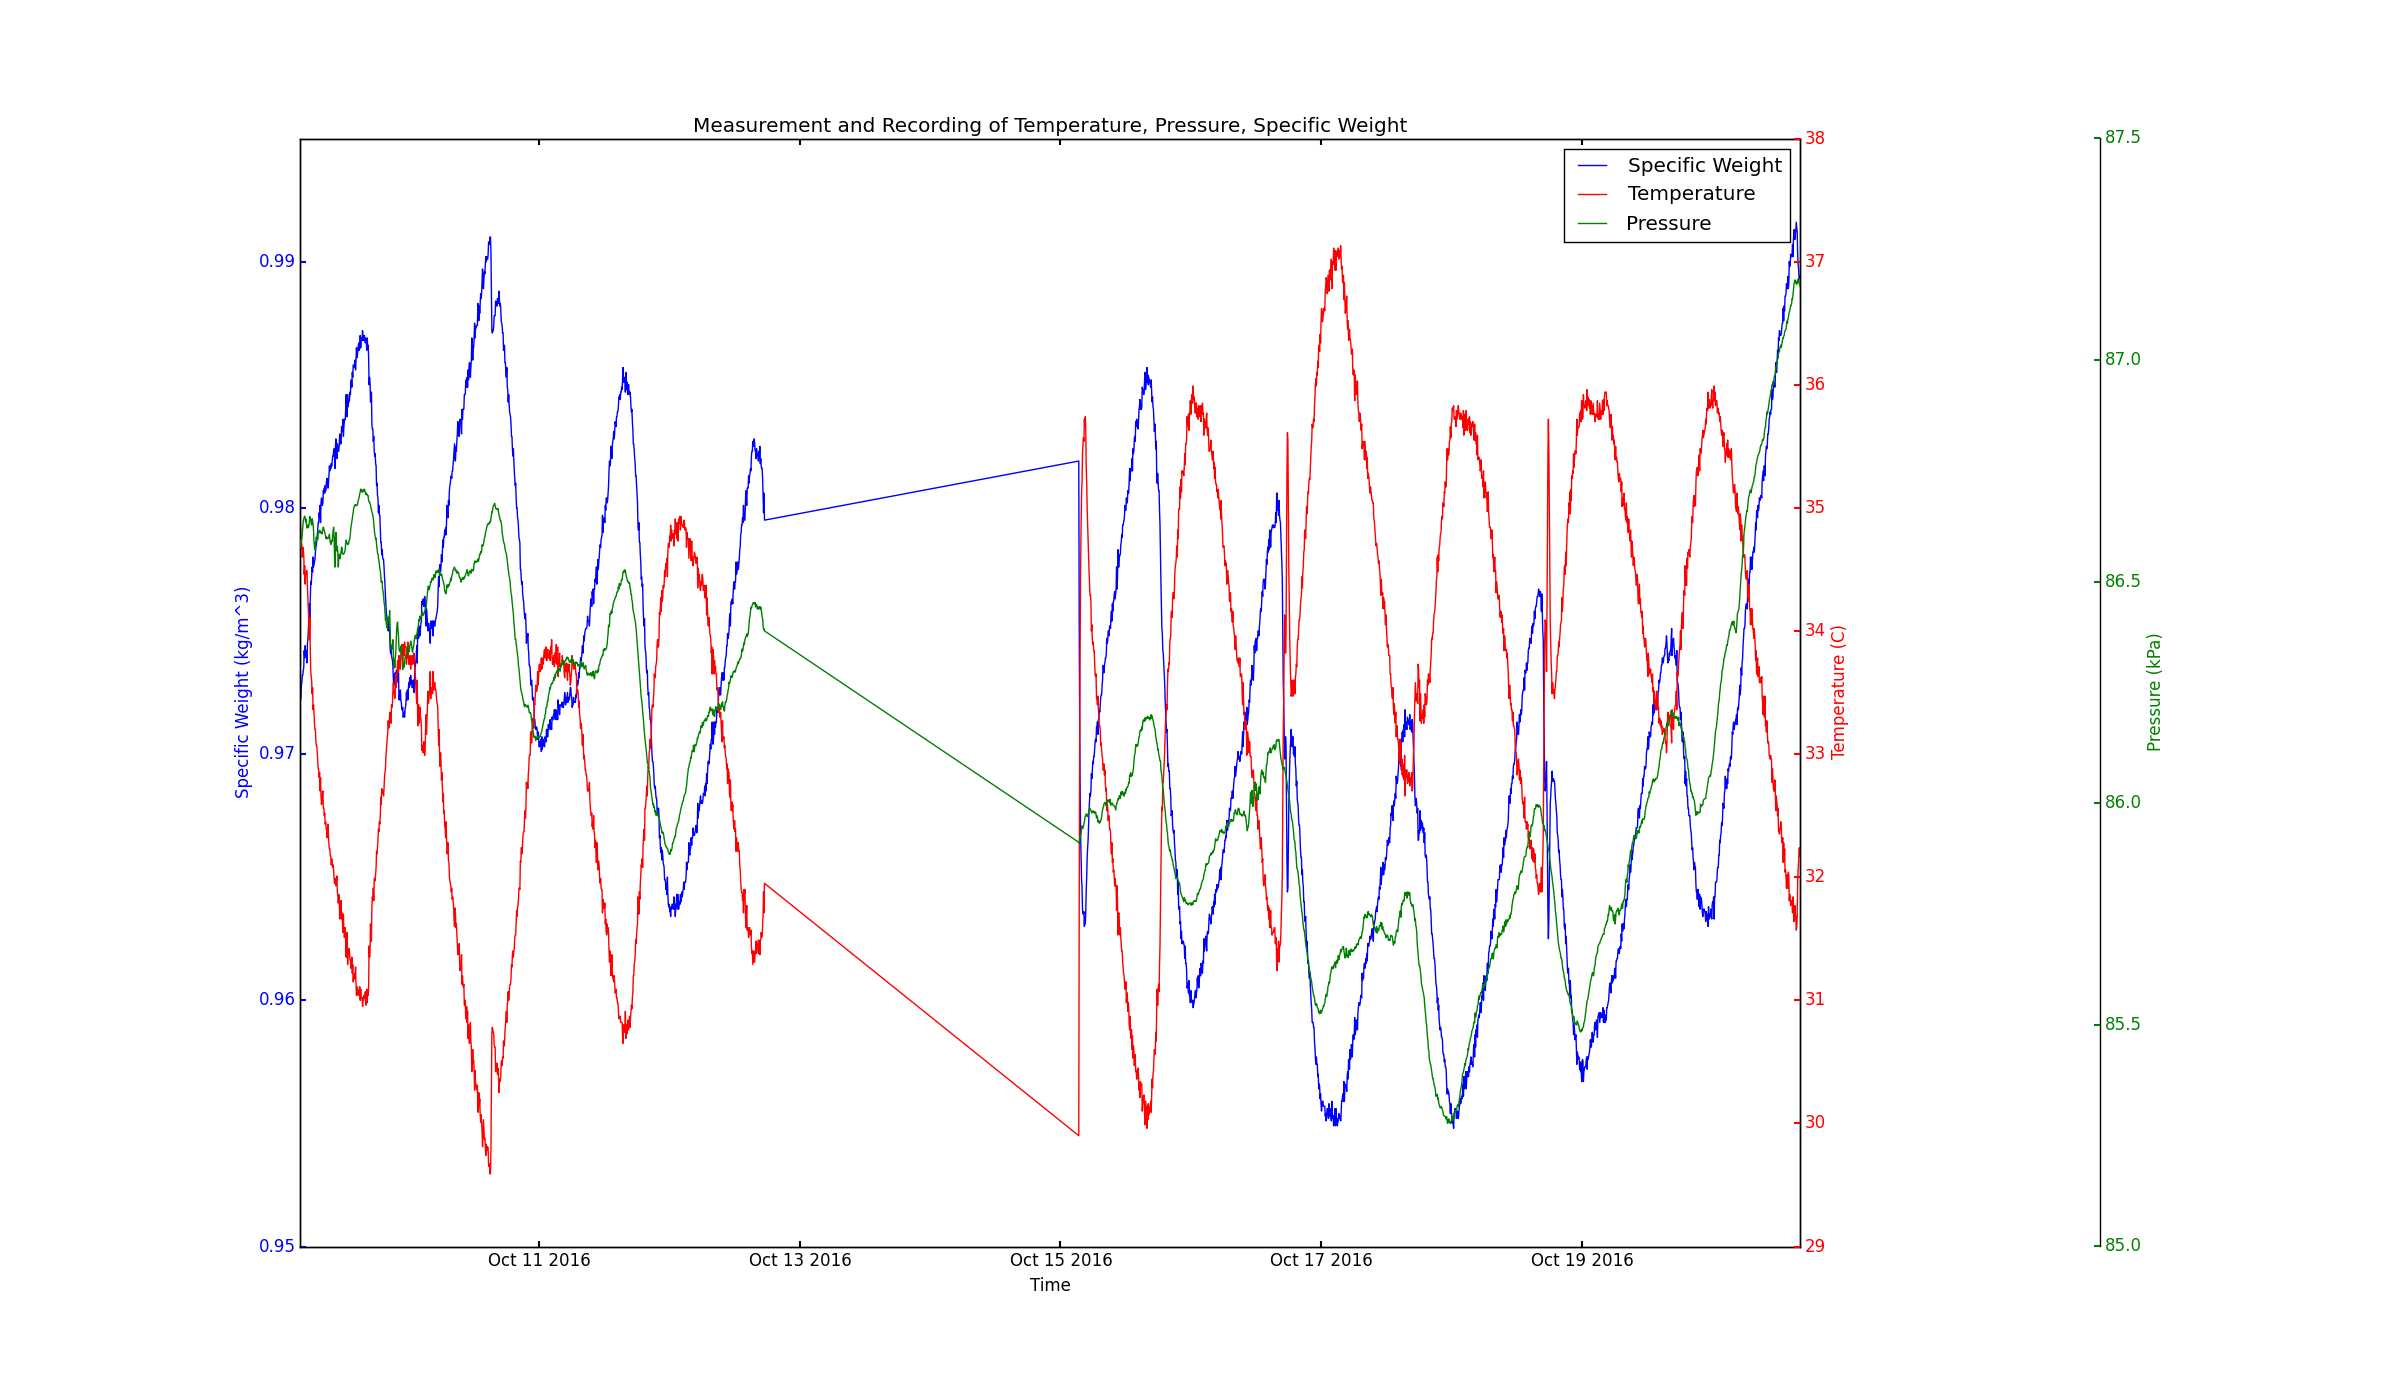 Measurement and Recording of Temperature, Pressure, Specific Weight
Specific Weight
Temperature
Pressure
Specific Weight (kg/m^3)
0.99
0.98
0.97
0.96
0.95
Oct 11 2016
Oct 13 2016
Oct 15 2016
Oct 17 2016
Oct 19 2016
Time
38
37
36
35
34
33
32
31
30
29
Temperature (C)
87.5
87.0
86.5
86.0
85.5
85.0
Pressure (kPa)